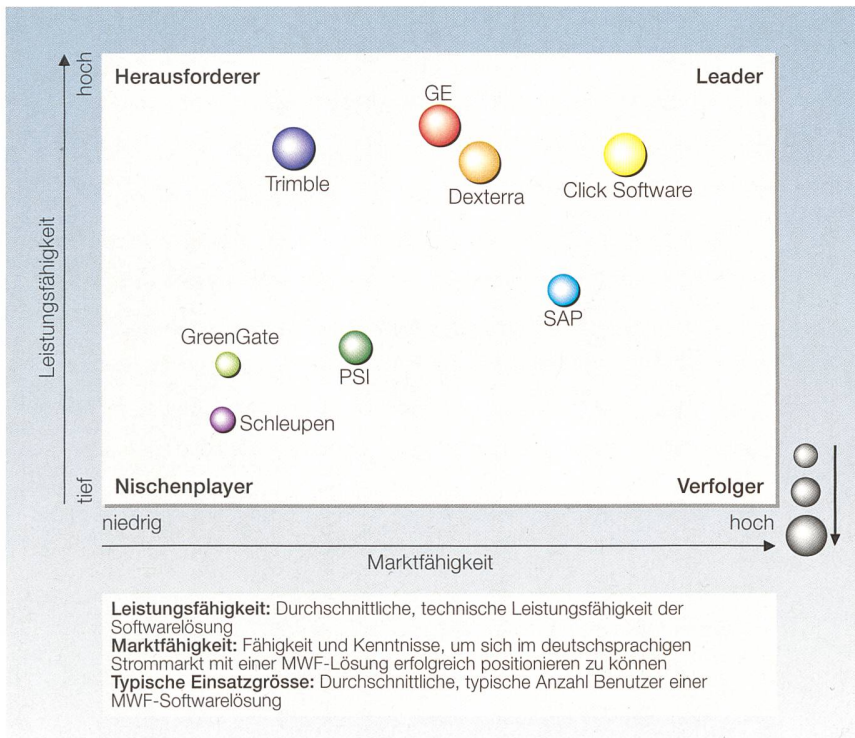 hoch
Herausforderer
Leader
GE
Trimble
Dexterra
Click Software
Leistungsfähigkeit
SAP
GreenGate
PSI
Schleupen
tief
Nischenplayer
Verfolger
niedrig
hoch
Marktfähigkeit
Leistungsfähigkeit: Durchschnittliche, technische Leistungsfähigkeit der
Softwarelösung
Marktfähigkeit: Fähigkeit und Kenntnisse, um sich im deutschsprachigen
Strommarkt mit einer MWF-Lösung erfolgreich positionieren zu können
Typische Einsatzgrösse: Durchschnittliche, typische Anzahl Benutzer einer
MWF-Softwarelösung